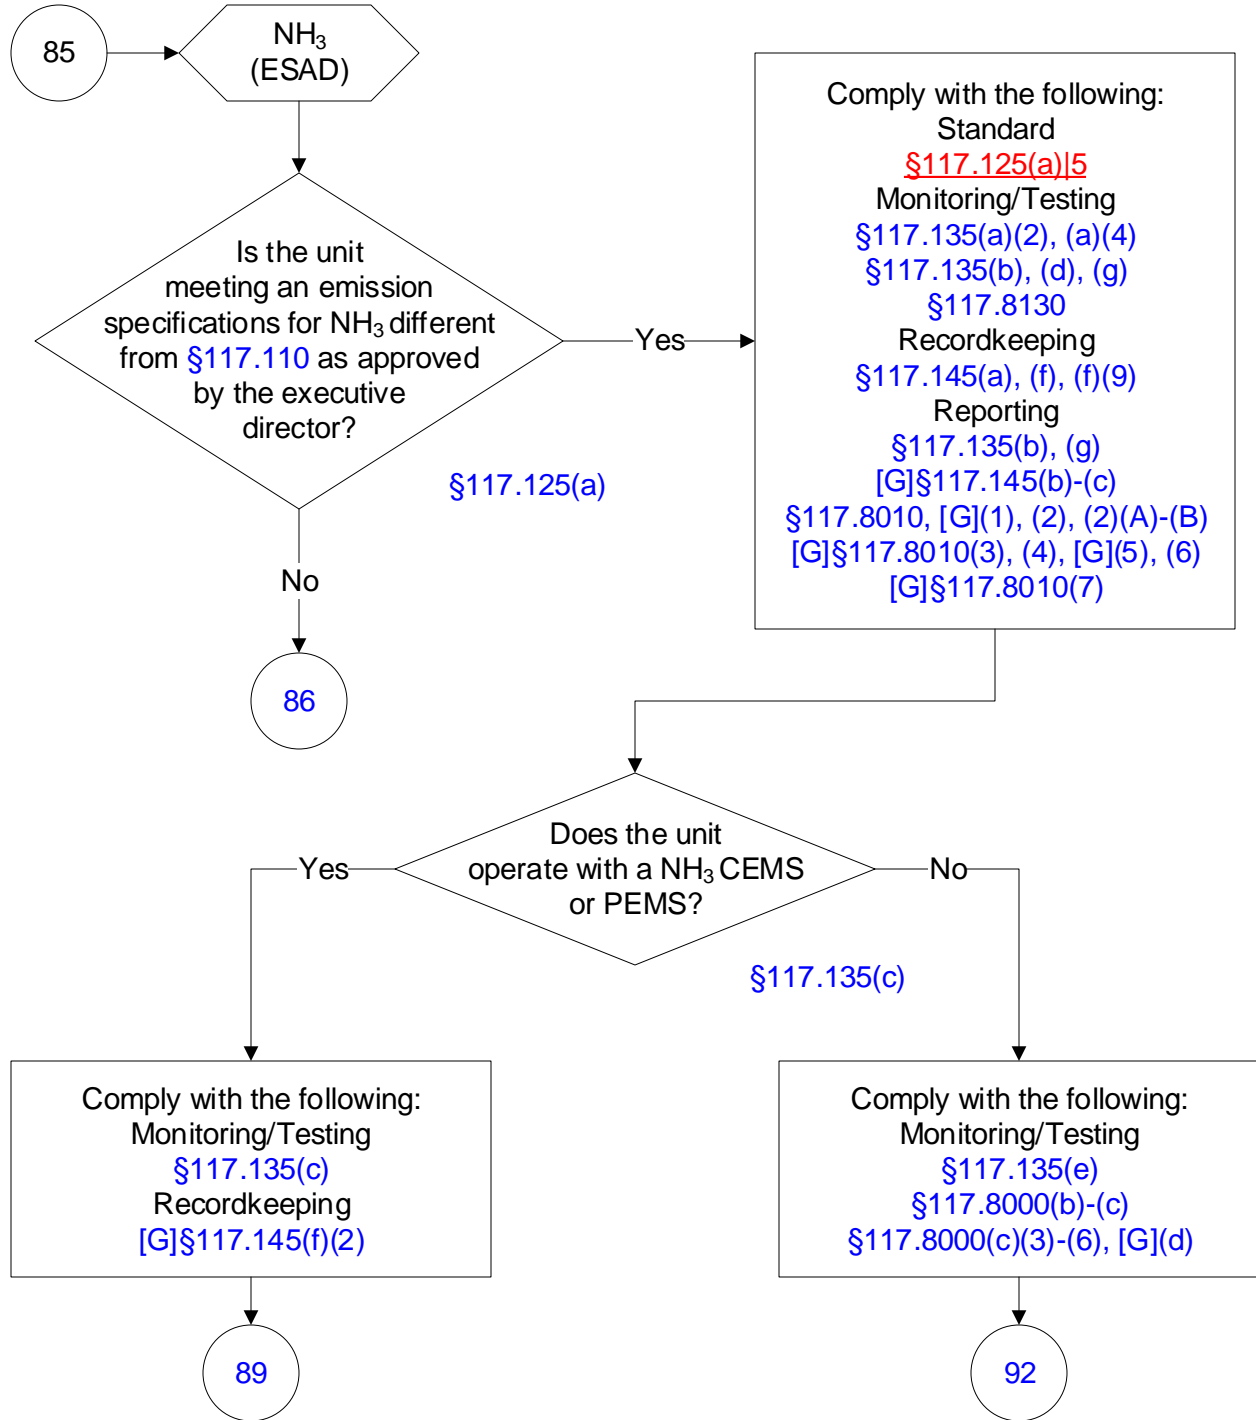 85
NH3
(ESAD)
Is the unit
meeting an emission
specifications for NH3 different
from §117.110 as approved
by the executive
director?
§117.125(a)
Yes
No
86
Comply with the following:
Standard
§117.125(a)|5
Monitoring/Testing
§117.135(a)(2), (a)(4)
§117.135(b), (d), (g)
§117.8130
Recordkeeping
§117.145(a), (f), (f)(9)
Reporting
§117.135(b), (g)
[G]§117.145(b)-(c)
§117.8010, [G](1), (2), (2)(A)-(B)
[G]§117.8010(3), (4), [G](5), (6)
[G]§117.8010(7)
Does the unit
operate with a NH3 CEMS
or PEMS?
§117.135(c)
Yes
No
Comply with the following:
Monitoring/Testing
§117.135(c)
Recordkeeping
[G]§117.145(f)(2)
89
Comply with the following:
Monitoring/Testing
§117.135(e)
§117.8000(b)-(c)
§117.8000(c)(3)-(6), [G](d)
92